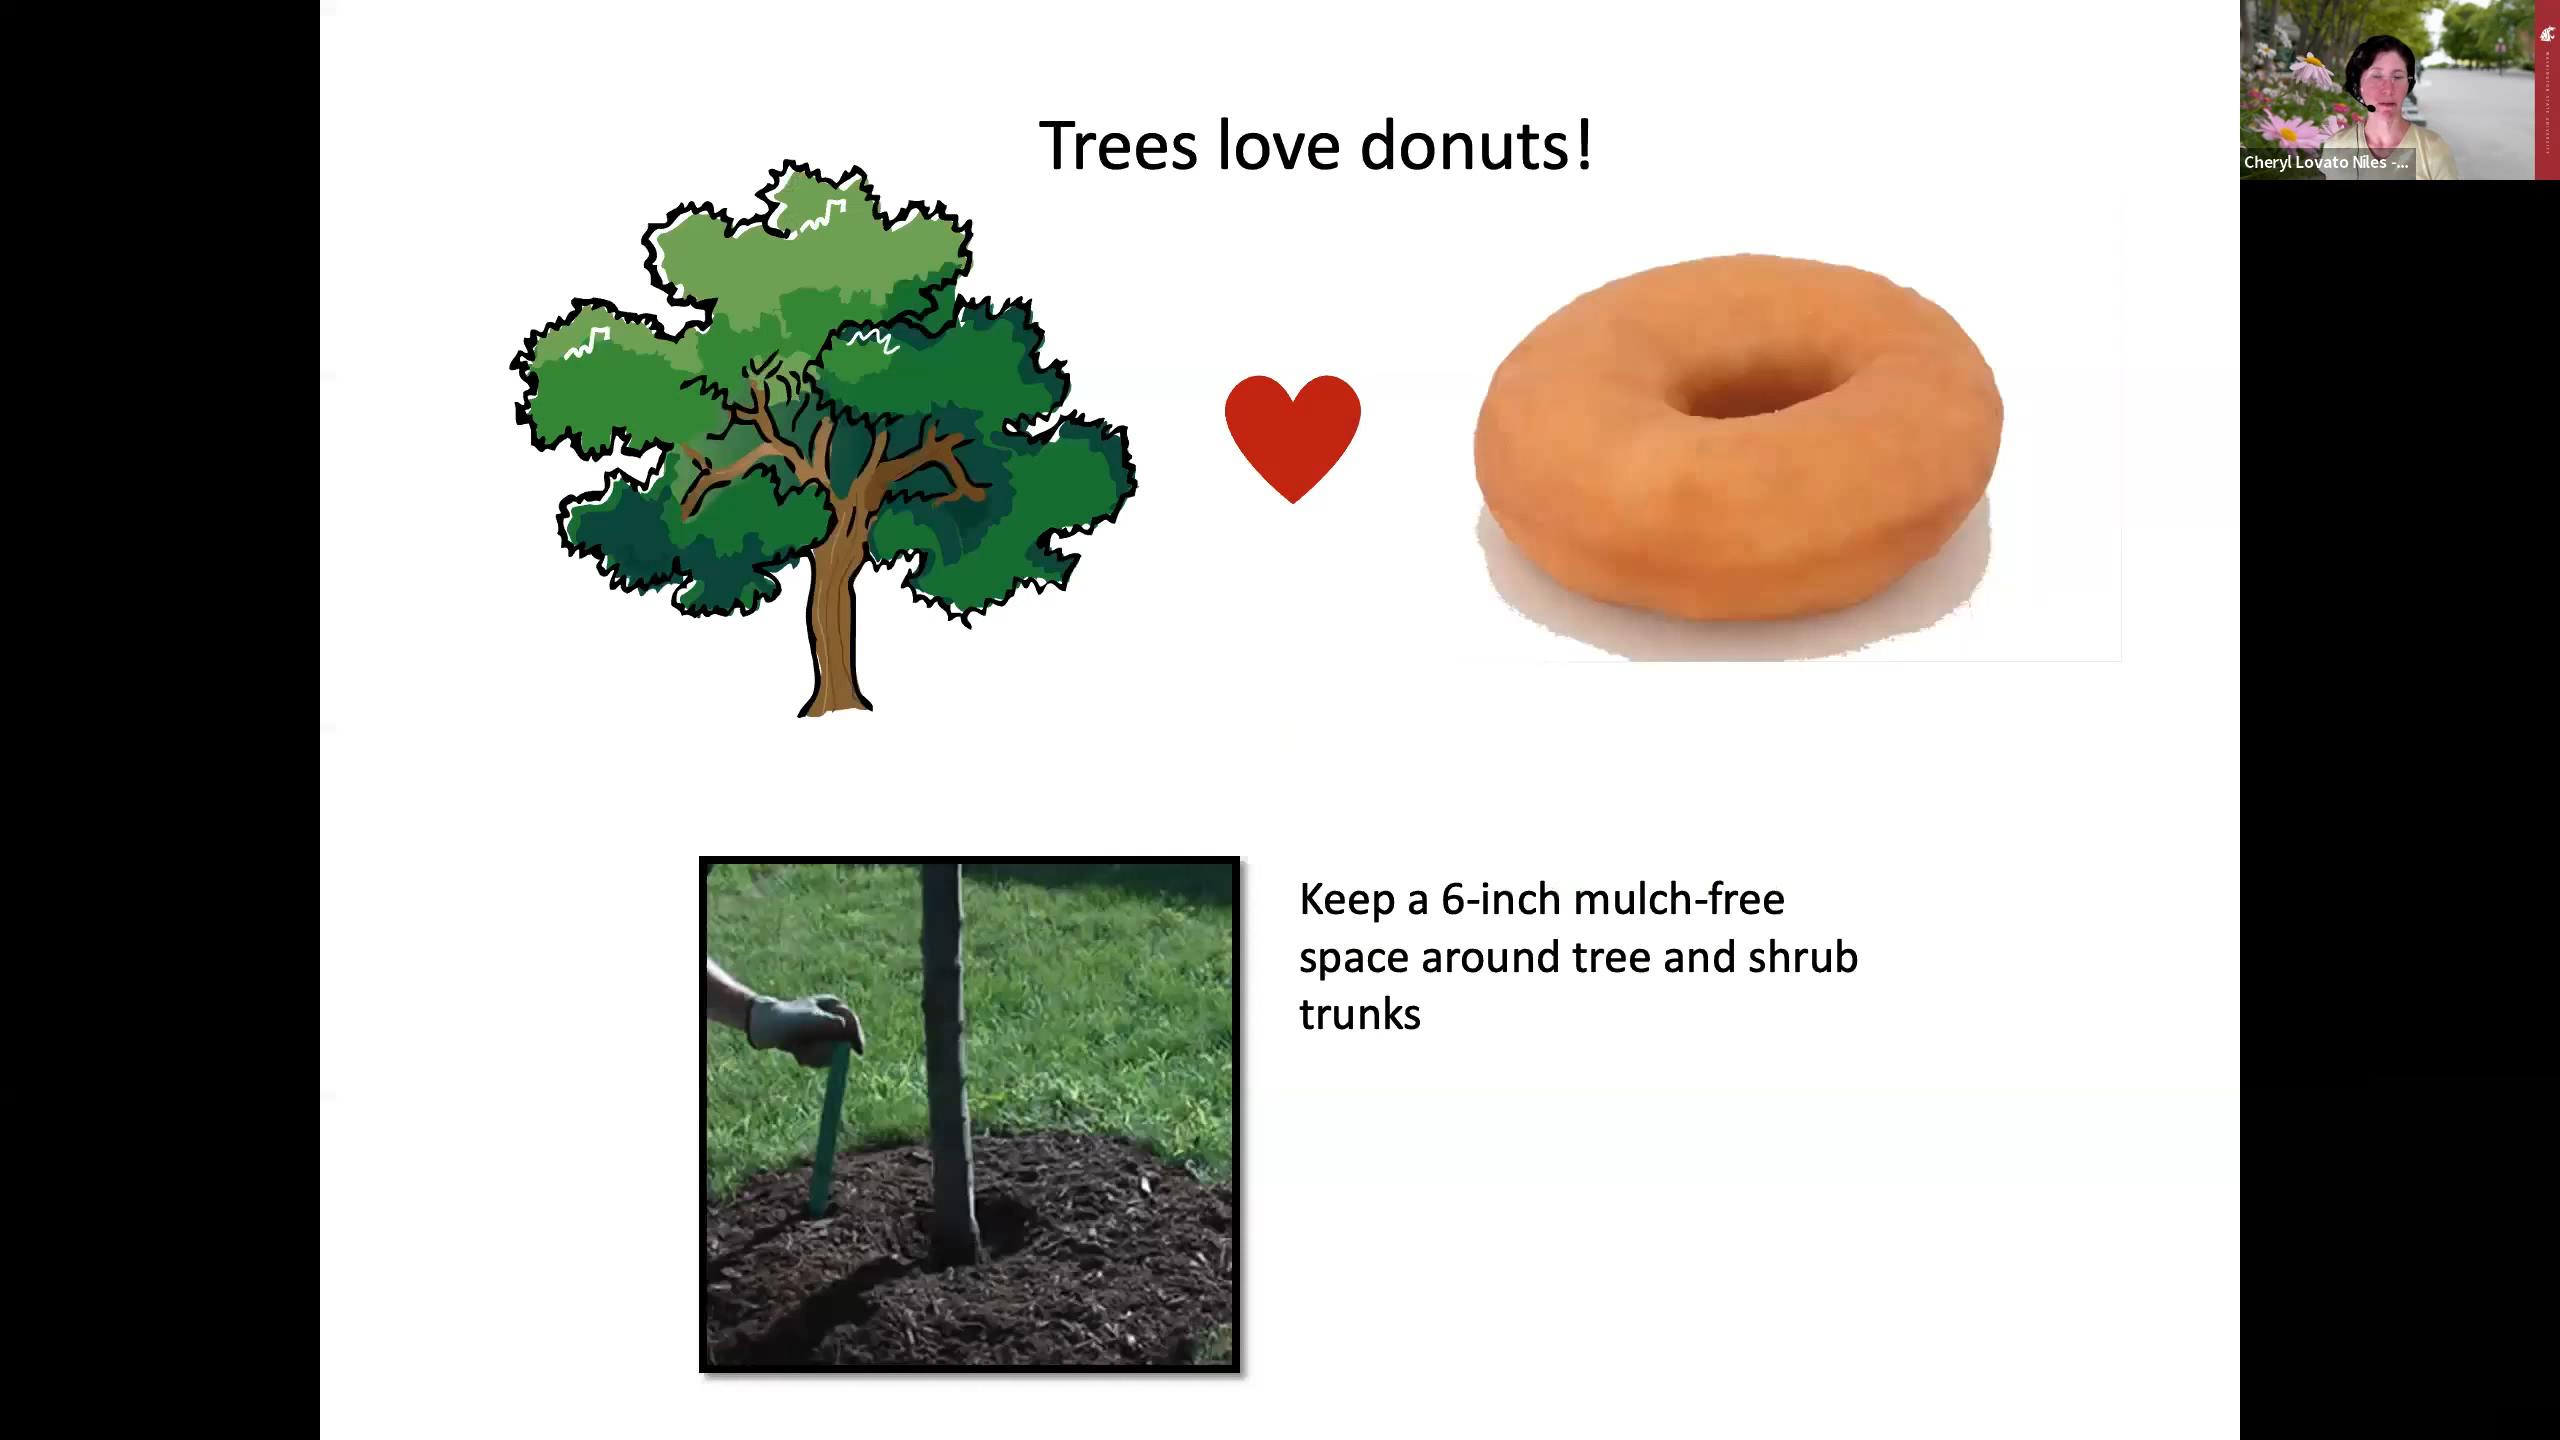 Trees love donuts!
Cheryl Lovato Niles -...
Keep a 6-inch mulch-free
space around tree and shrub
trunks